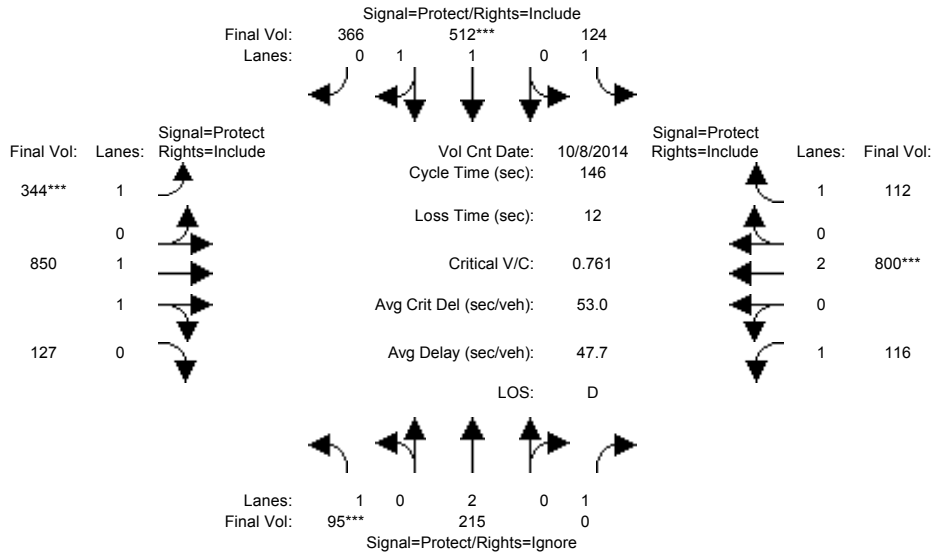 Signal=Protect/Rights=Include
Final Vol: 366 512*** 124
Lanes: 0 1 1 0 1
Signal=Protect Signal=Protect
Final Vol: Lanes: Rights=Include Vol Cnt Date: 10/8/2014 Rights=Include Lanes: Final Vol:
Cycle Time (sec): 146
344*** 1 1 112
Loss Time (sec): 12
0 0
850 1 Critical V/C: 0.761 2 800***
1 Avg Crit Del (sec/veh): 53.0 0
127 0 Avg Delay (sec/veh): 47.7 1 116
LOS: D
Lanes: 1 0 2 0 1
Final Vol: 95*** 215 0
Signal=Protect/Rights=Ignore